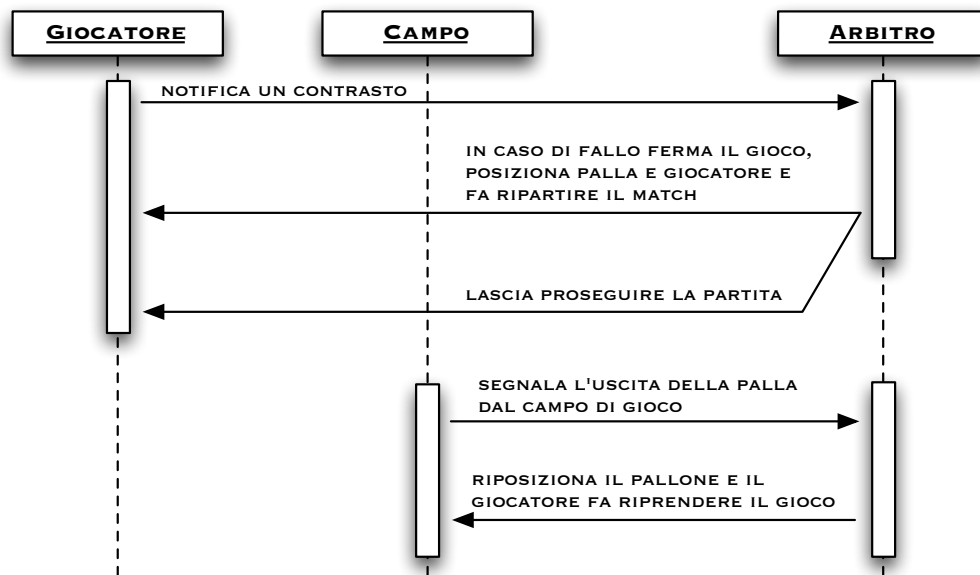 GIOCATORE
CAMPO
ARBITRO
NOTIFICA UN CONTRASTO
IN CASO DI FALLO FERMA IL GIOCO,
POSIZIONA PALLA E GIOCATORE E
FA RIPARTIRE IL MATCH
LASCIA PROSEGUIRE LA PARTITA
SEGNALA L'USCITA DELLA PALLA
DAL CAMPO DI GIOCO
RIPOSIZIONA IL PALLONE E IL
GIOCATORE FA RIPRENDERE IL GIOCO